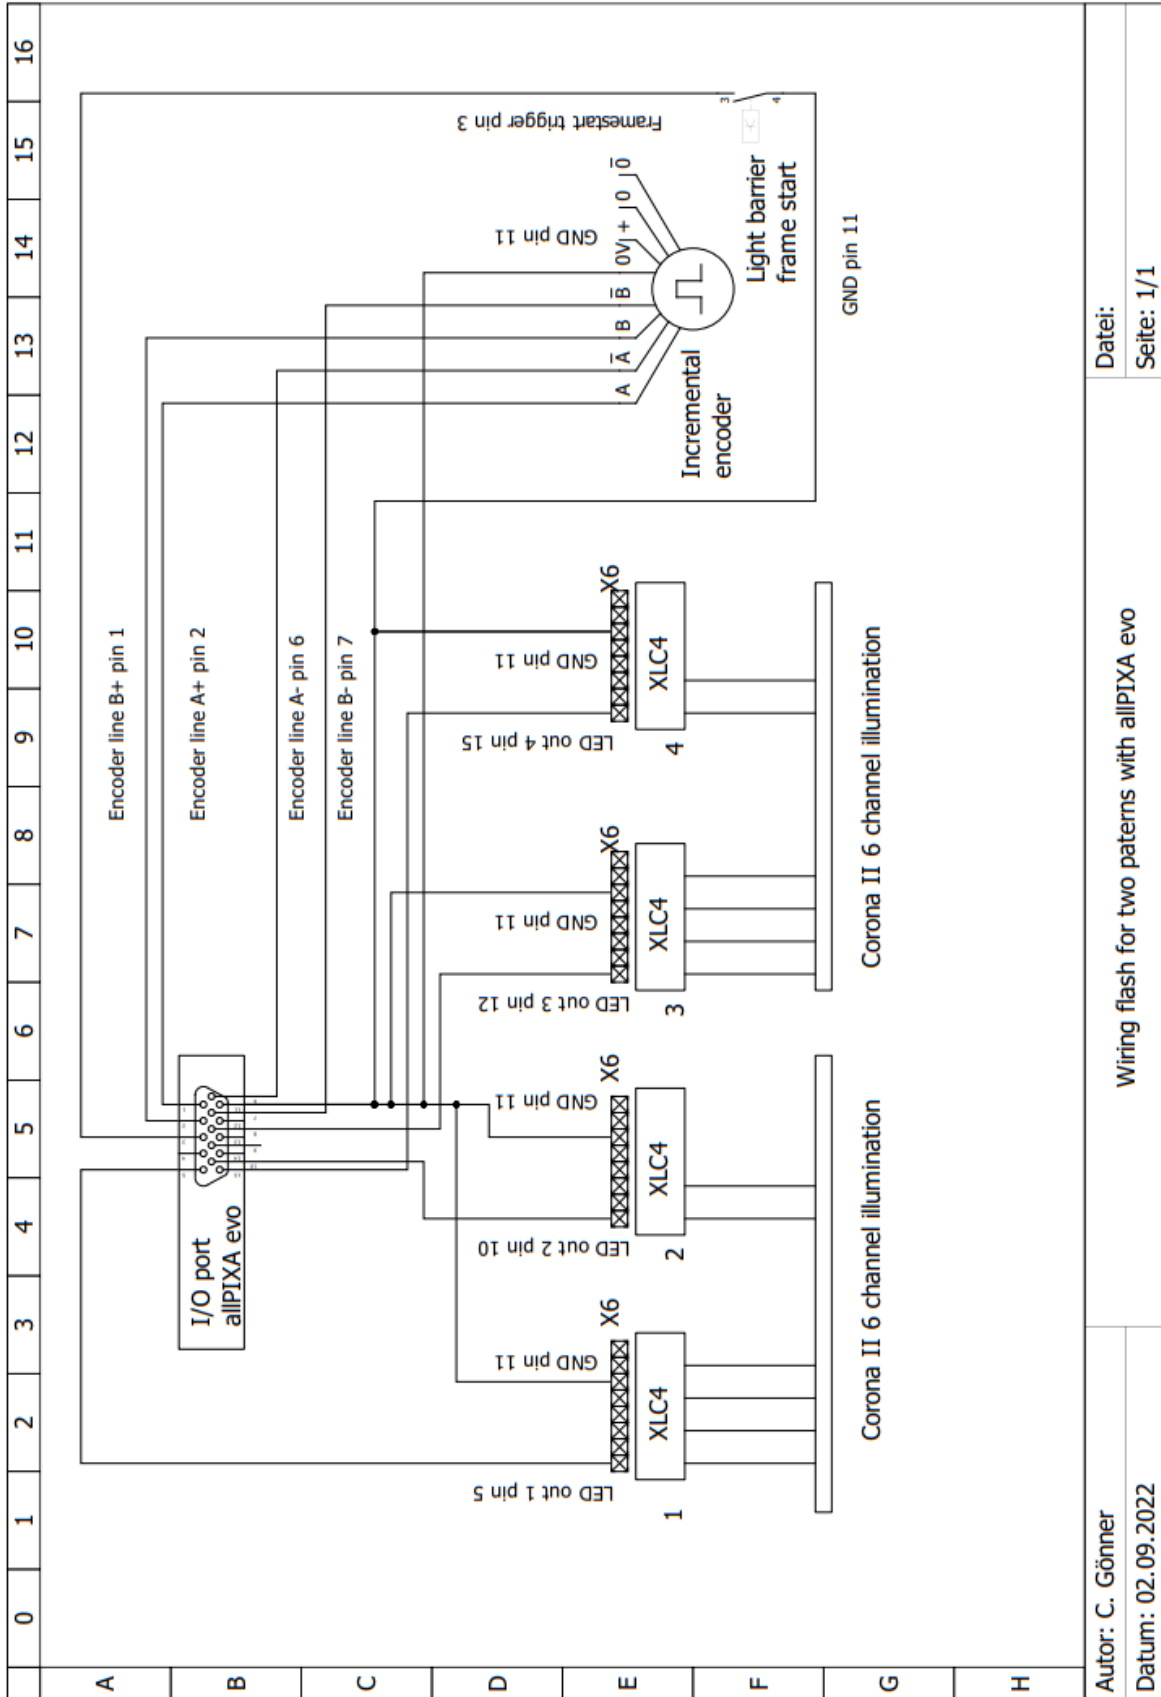 0 1 2 3 4 5 6 7 8 9 10 11 12 13 14 15 16
A
B
C
D
E
F
G
H
I/O port
allPIXA evo
Encoder line B+ pin 1
Encoder line A+ pin 2
Encoder line A- pin 6
Encoder line B- pin 7
Framestart trigger pin 3
GND pin 11
A A̅ B B̅ 0V + 0 0̅
3
4
Incremental
encoder
Light barrier
frame start
GND pin 11
LED out 1 pin 5
GND pin 11
X6
XLC4
1
LED out 2 pin 10
GND pin 11
X6
XLC4
2
LED out 3 pin 12
GND pin 11
X6
XLC4
3
LED out 4 pin 15
GND pin 11
X6
XLC4
4
Corona II 6 channel illumination
Corona II 6 channel illumination
Autor: C. Gönner
Datum: 02.09.2022
Wiring flash for two paterns with allPIXA evo
Datei:
Seite: 1/1